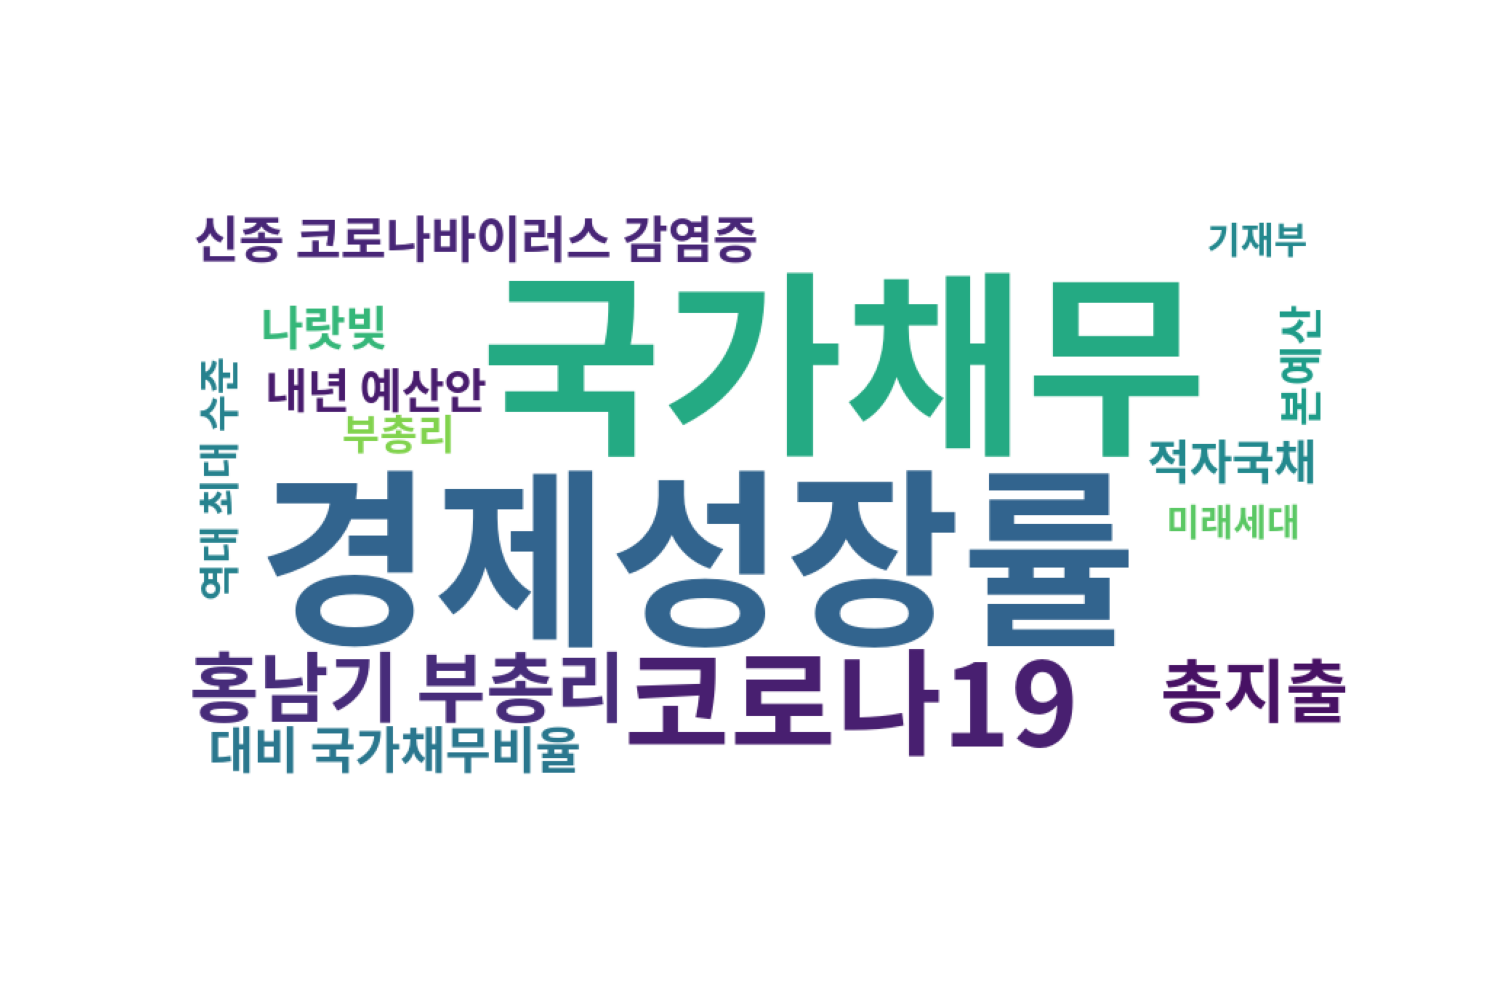 신종 코로나바이러스 감염증
기재부
나랏빚
국가채무
본예산
내년 예산안
부총리
역대 최대 수준
적자국채
경제성장률
미래세대
홍남기 부총리
코로나19
총지출
대비 국가채무비율